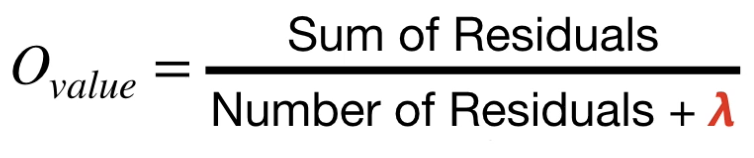 O_value = Sum of Residuals
Number of Residuals + λ